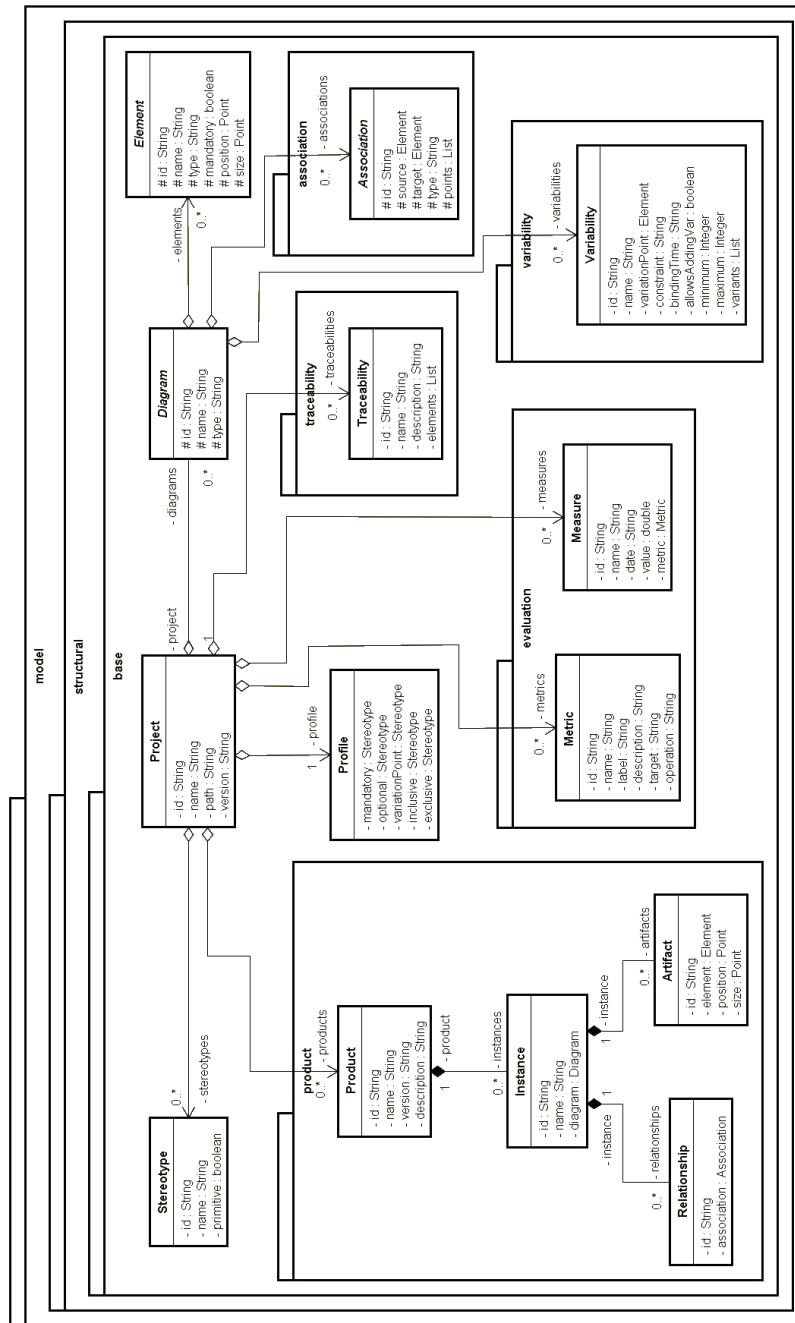 model
structural
base
Stereotype
- id : String
- name : String
- primitive : boolean
0..*
- stereotypes
Project
- id : String
- name : String
- path : String
- version : String
- project
1
- diagrams
0..*
Diagram
# id : String
# name : String
# type : String
- elements
0..*
Element
# id : String
# name : String
# type : String
# mandatory : boolean
# position : Point
# size : Point
product
0..*
- products
Product
- id : String
- name : String
- version : String
- description : String
1
- product
0..*
- instances
Instance
- id : String
- name : String
- diagram : Diagram
- instance
1
0..*
- relationships
Relationship
- id : String
- association : Association
1
- instance
0..*
- artifacts
Artifact
- id : String
- element : Element
- position : Point
- size : Point
1
- profile
Profile
- mandatory : Stereotype
- optional : Stereotype
- variationPoint : Stereotype
- inclusive : Stereotype
- exclusive : Stereotype
evaluation
0..*
- metrics
Metric
- id : String
- name : String
- label : String
- description : String
- target : String
- operation : String
0..*
- measures
Measure
- id : String
- name : String
- date : String
- value : double
- metric : Metric
traceability
0..*
- traceabilities
Traceability
- id : String
- name : String
- description : String
- elements : List
association
0..*
- associations
Association
# id : String
# source : Element
# target : Element
# type : String
# points : List
variability
0..*
- variabilities
Variability
- id : String
- name : String
- variationPoint : Element
- constraint : String
- bindingTime : String
- allowsAddingVar : boolean
- minimum : Integer
- maximum : Integer
- variants : List